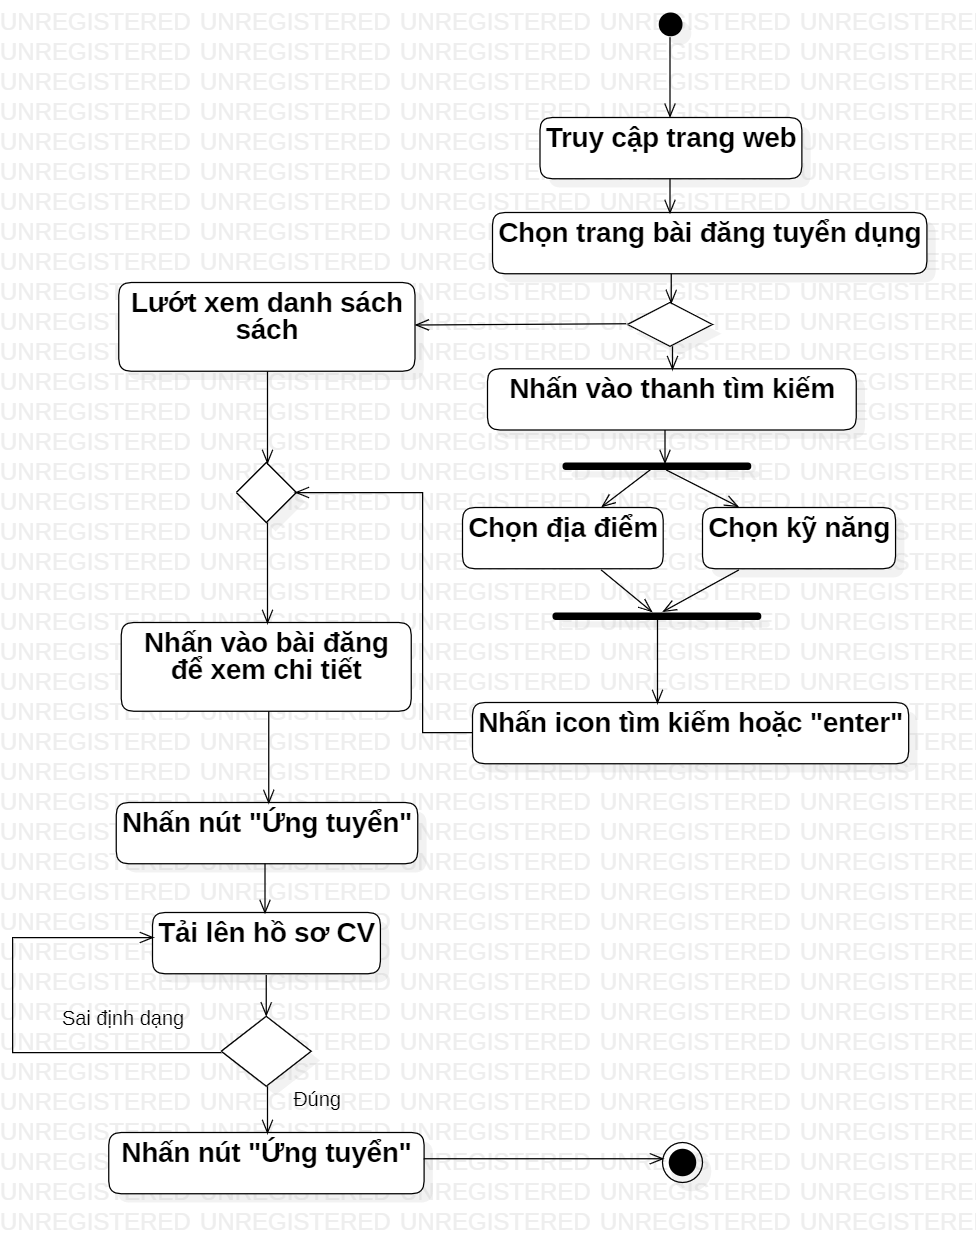 Truy cập trang web
Chọn trang bài đăng tuyển dụng
Lướt xem danh sách
sách
Nhấn vào thanh tìm kiếm
Chọn địa điểm
Chọn kỹ năng
Nhấn vào bài đăng
để xem chi tiết
Nhấn icon tìm kiếm hoặc "enter"
Nhấn nút "Ứng tuyển"
Tải lên hồ sơ CV
Sai định dạng
Đúng
Nhấn nút "Ứng tuyển"
UNREGISTERED